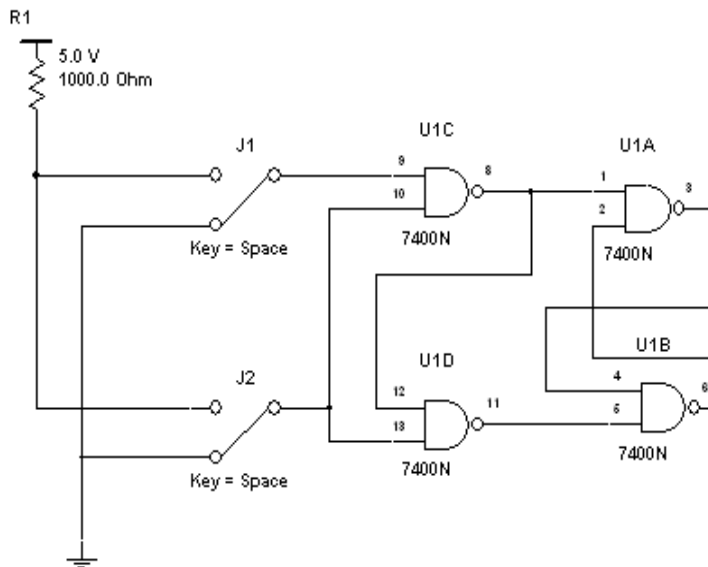 R1
5.0 V
1000.0 Ohm
J1
Key = Space
9
10
U1C
8
7400N
1
2
U1A
3
7400N
J2
Key = Space
12
13
U1D
11
7400N
U1B
4
5
6
7400N